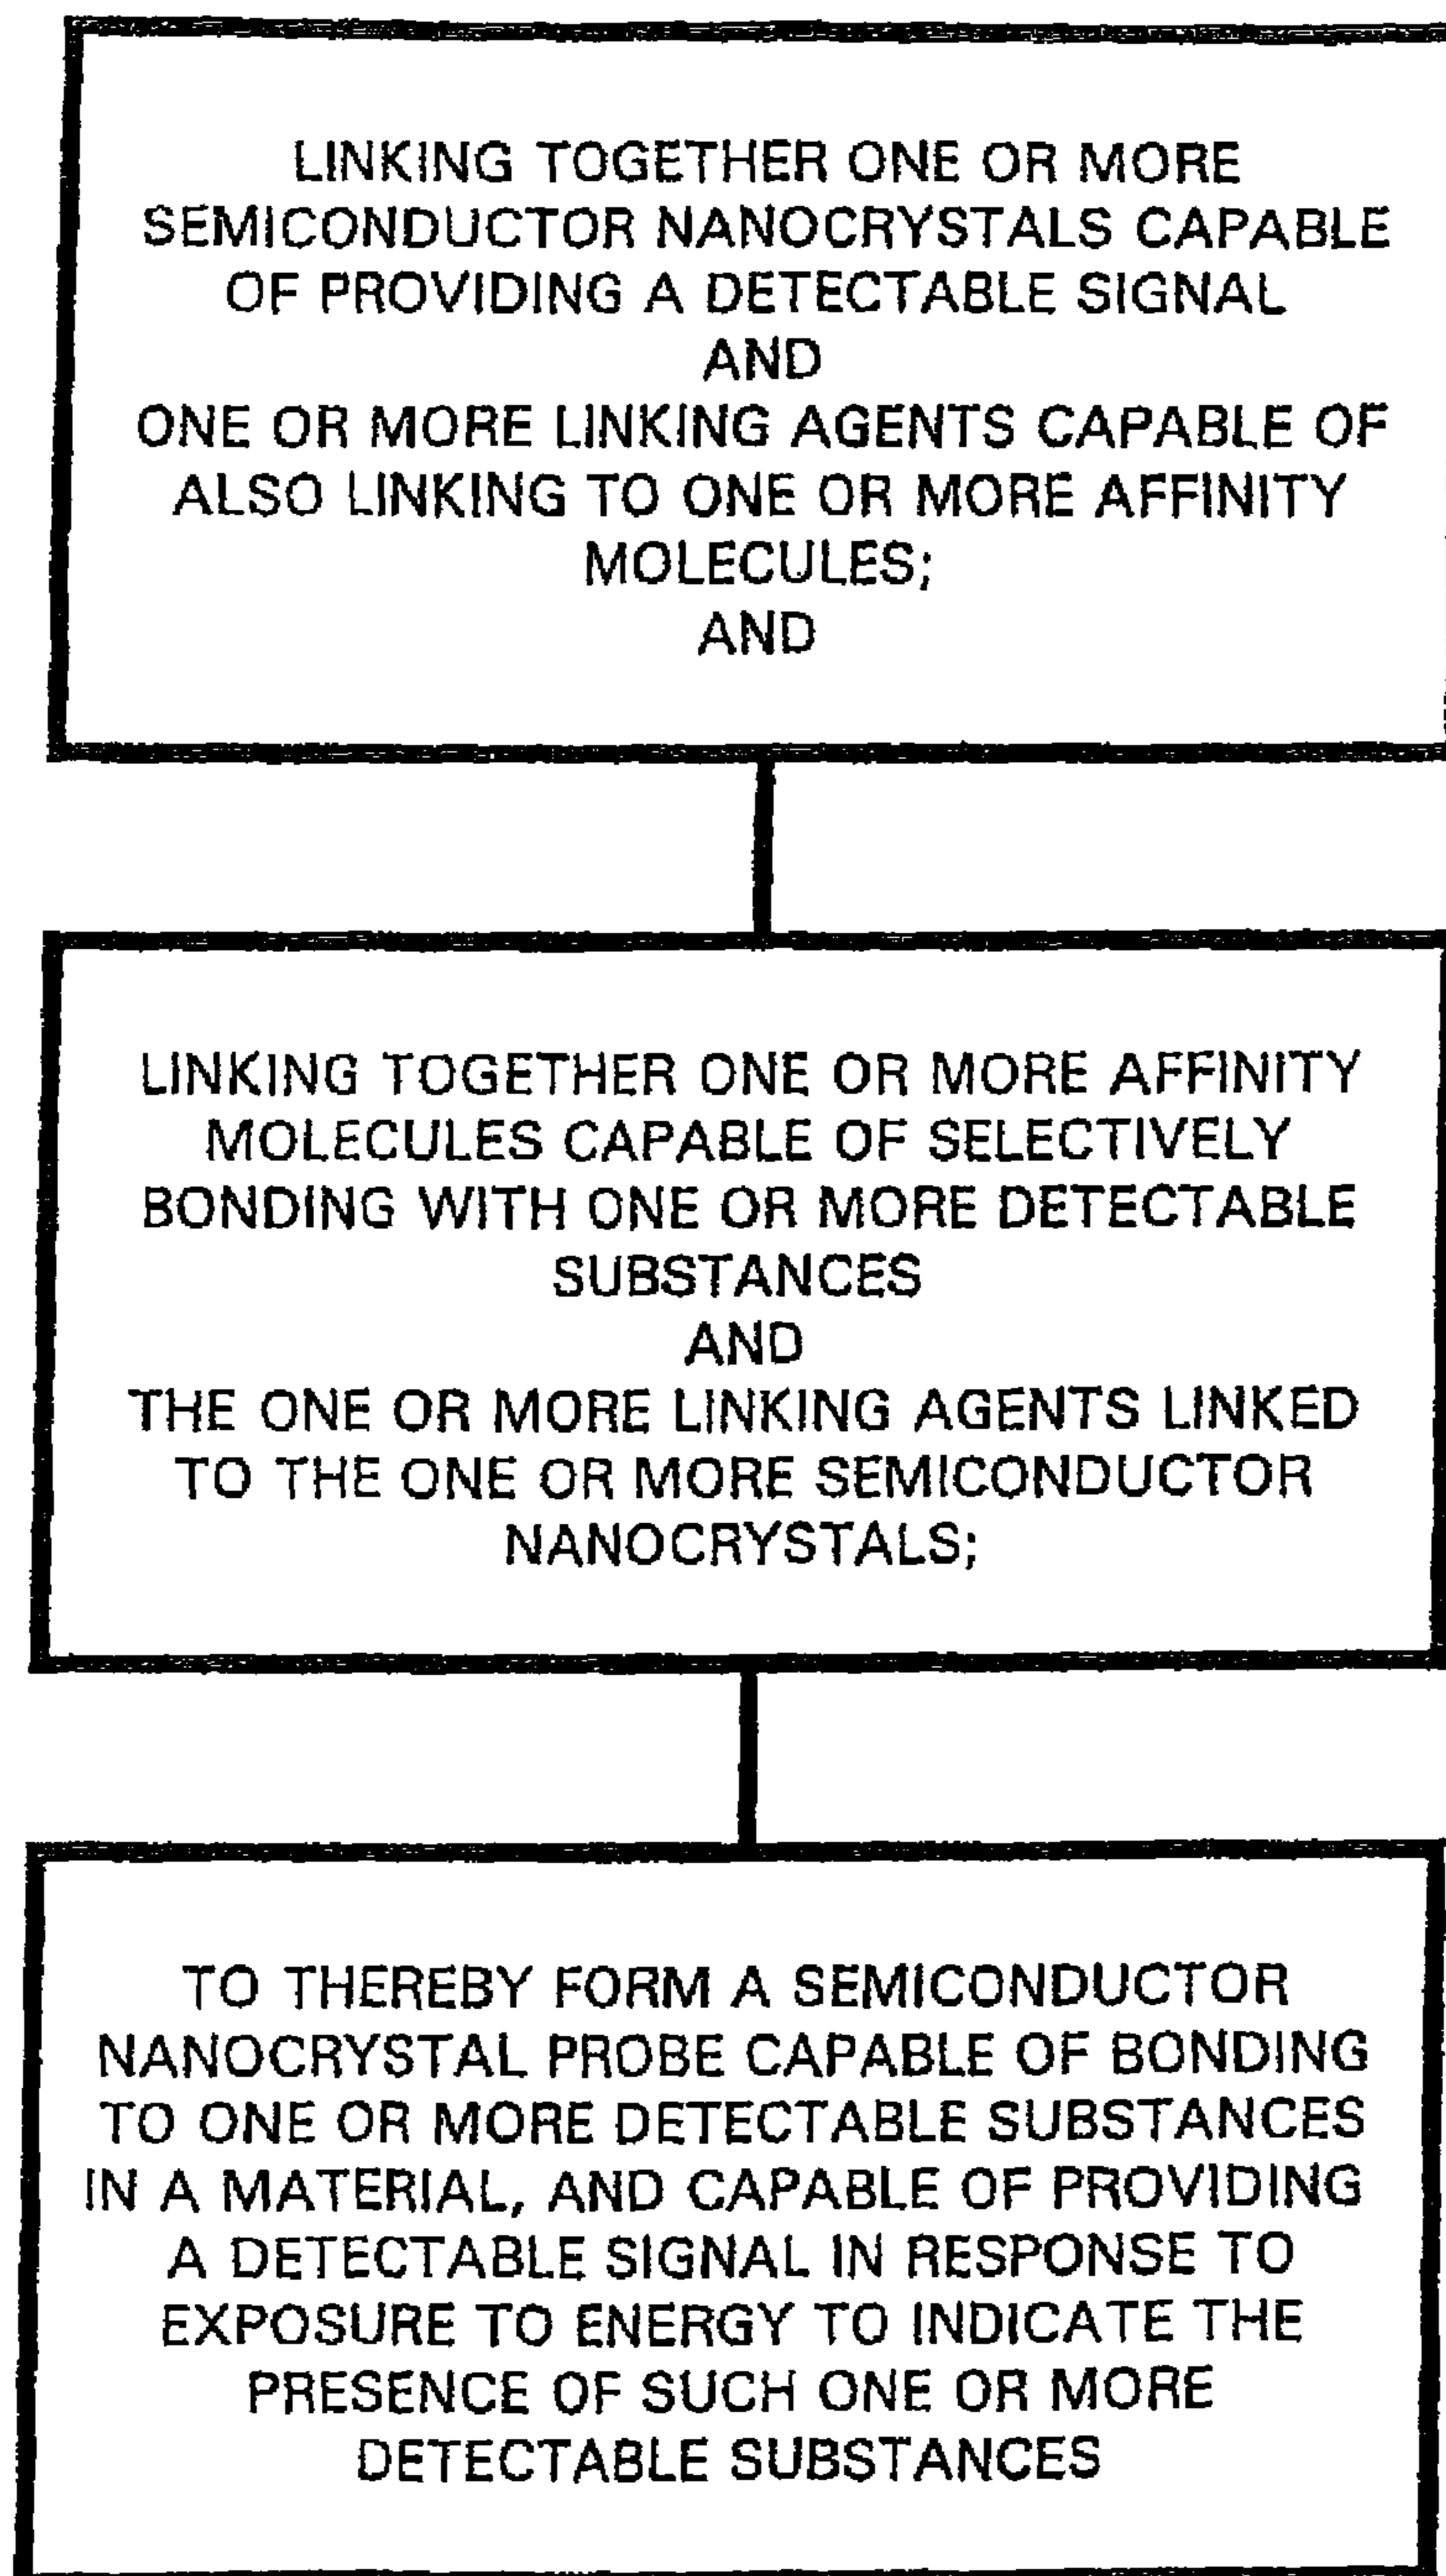 LINKING TOGETHER ONE OR MORE
SEMICONDUCTOR NANOCRYSTALS CAPABLE
OF PROVIDING A DETECTABLE SIGNAL
AND
ONE OR MORE LINKING AGENTS CAPABLE OF
ALSO LINKING TO ONE OR MORE AFFINITY
MOLECULES;
AND
LINKING TOGETHER ONE OR MORE AFFINITY
MOLECULES CAPABLE OF SELECTIVELY
BONDING WITH ONE OR MORE DETECTABLE
SUBSTANCES
AND
THE ONE OR MORE LINKING AGENTS LINKED
TO THE ONE OR MORE SEMICONDUCTOR
NANOCRYSTALS;
TO THEREBY FORM A SEMICONDUCTOR
NANOCRYSTAL PROBE CAPABLE OF BONDING
TO ONE OR MORE DETECTABLE SUBSTANCES
IN A MATERIAL, AND CAPABLE OF PROVIDING
A DETECTABLE SIGNAL IN RESPONSE TO
EXPOSURE TO ENERGY TO INDICATE THE
PRESENCE OF SUCH ONE OR MORE
DETECTABLE SUBSTANCES